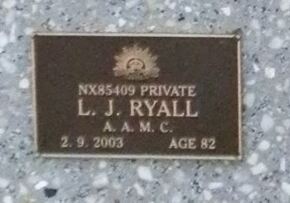 NX85409 PRIVATE
L. J. RYALL
A. A. M. C.
2. 9. 2003 AGE 82